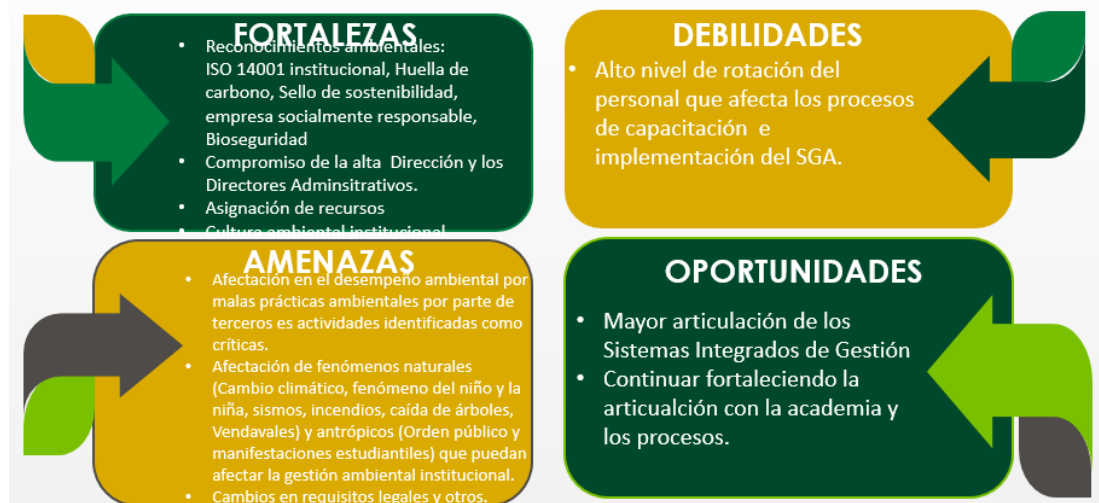 FORTALEZAS
• Reconocimientos ambientales:
ISO 14001 institucional, Huella de
carbono, Sello de sostenibilidad,
empresa socialmente responsable,
Bioseguridad
• Compromiso de la alta Dirección y los
Directores Adminsitrativos.
• Asignación de recursos
• Cultura ambiental institucional
DEBILIDADES
• Alto nivel de rotación del
personal que afecta los procesos
de capacitación e
implementación del SGA.
AMENAZAS
• Afectación en el desempeño ambiental por
malas prácticas ambientales por parte de
terceros es actividades identificadas como
críticas.
• Afectación de fenómenos naturales
(Cambio climático, fenómeno del niño y la
niña, sismos, incendios, caída de árboles,
Vendavales) y antrópicos (Orden público y
manifestaciones estudiantiles) que puedan
afectar la gestión ambiental institucional.
• Cambios en requisitos legales y otros.
OPORTUNIDADES
• Mayor articulación de los
Sistemas Integrados de Gestión
• Continuar fortaleciendo la
articualción con la academia y
los procesos.